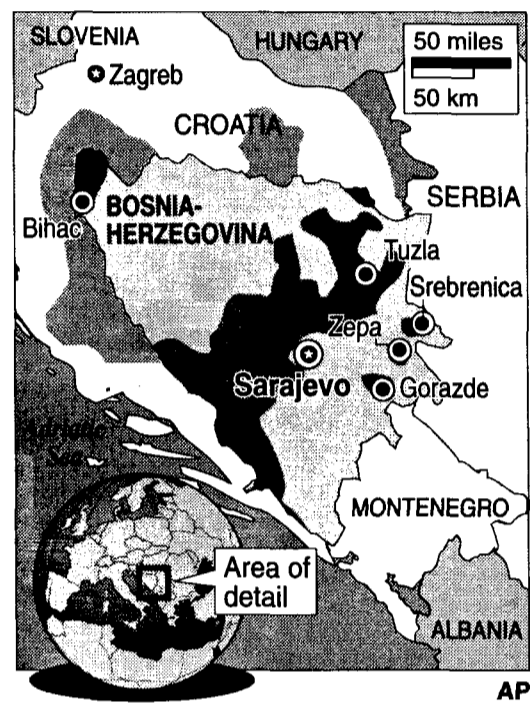 SLOVENIA
HUNGARY
50 miles
50 km
Zagreb
CROATIA
SERBIA
Bihac
BOSNIA-
HERZEGOVINA
Tuzla
Srebrenica
Zepa
Sarajevo
Gorazde
Adriatic
Sea
MONTENEGRO
Area of
detail
ALBANIA
AP